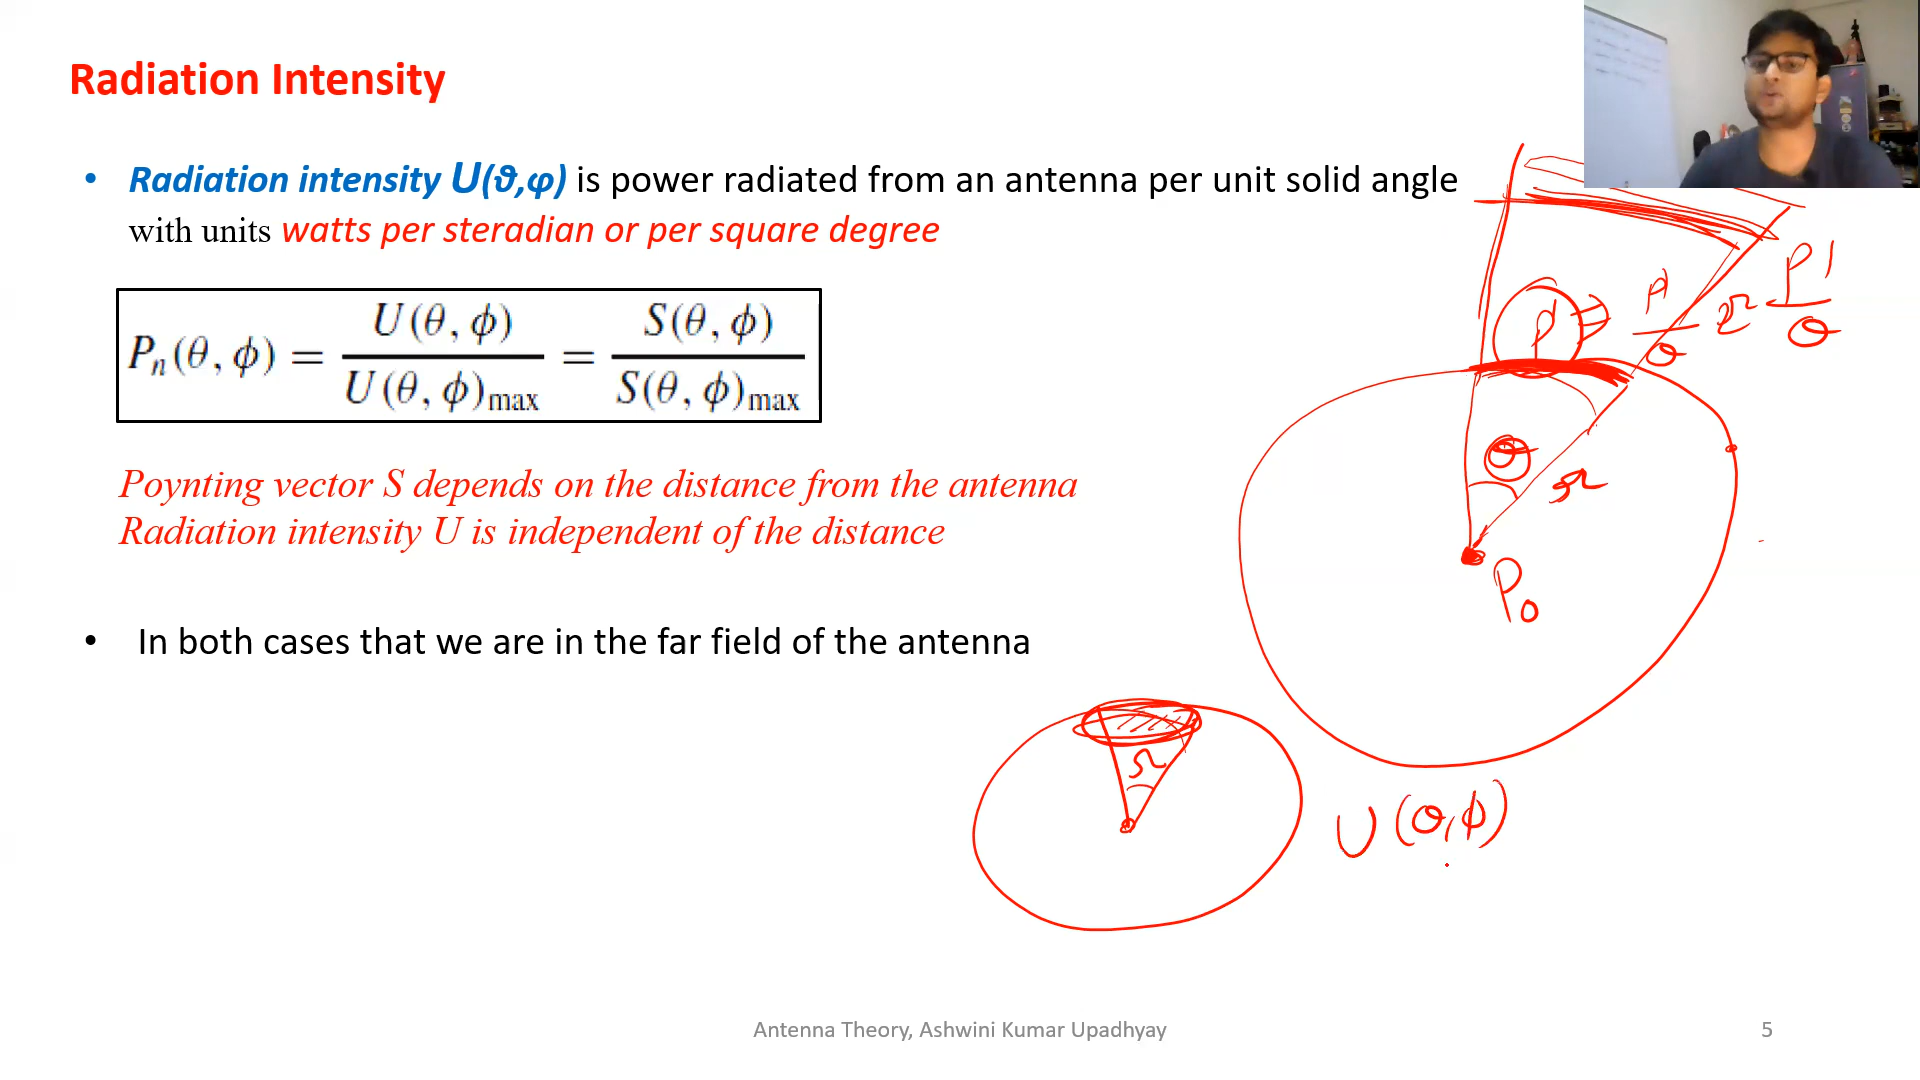 Radiation Intensity
• Radiation intensity U(ϑ,φ) is power radiated from an antenna per unit solid angle
with units watts per steradian or per square degree
Pn(θ, ϕ) = U(θ, ϕ) / U(θ, ϕ)max = S(θ, ϕ) / S(θ, ϕ)max
Poynting vector S depends on the distance from the antenna
Radiation intensity U is independent of the distance
• In both cases that we are in the far field of the antenna
P
P / θ
P' / θ
θ
r
P0
Ω
U(θ,ϕ)
Antenna Theory, Ashwini Kumar Upadhyay
5